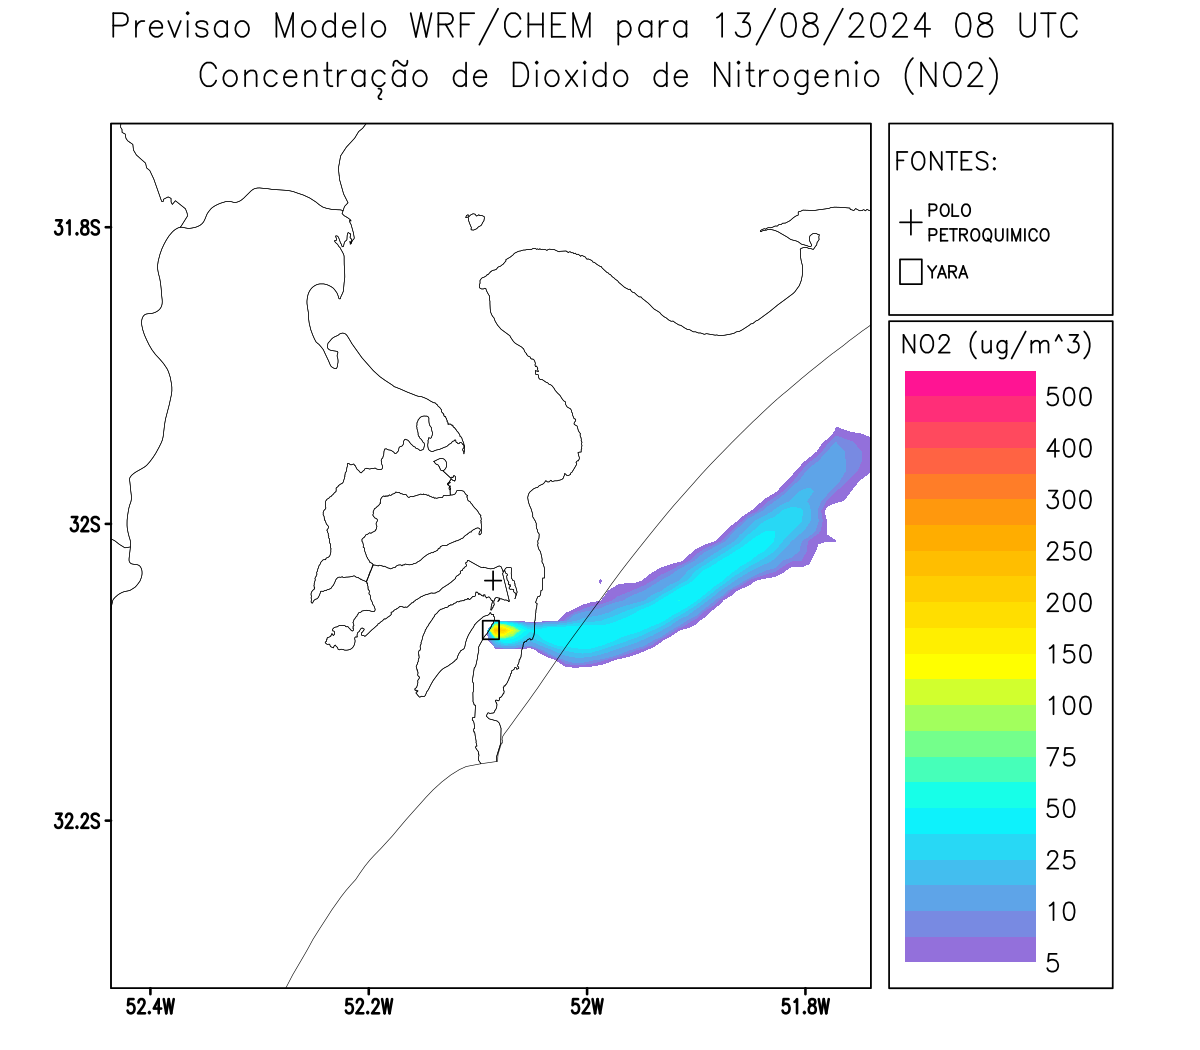 Previsao Modelo WRF/CHEM para 13/08/2024 08 UTC
Concentração de Dioxido de Nitrogenio (NO2)
FONTES:
POLO
PETROQUIMICO
YARA
NO2 (ug/m^3)
500
400
300
250
200
150
100
75
50
25
10
5
31.8S
32S
32.2S
52.4W
52.2W
52W
51.8W